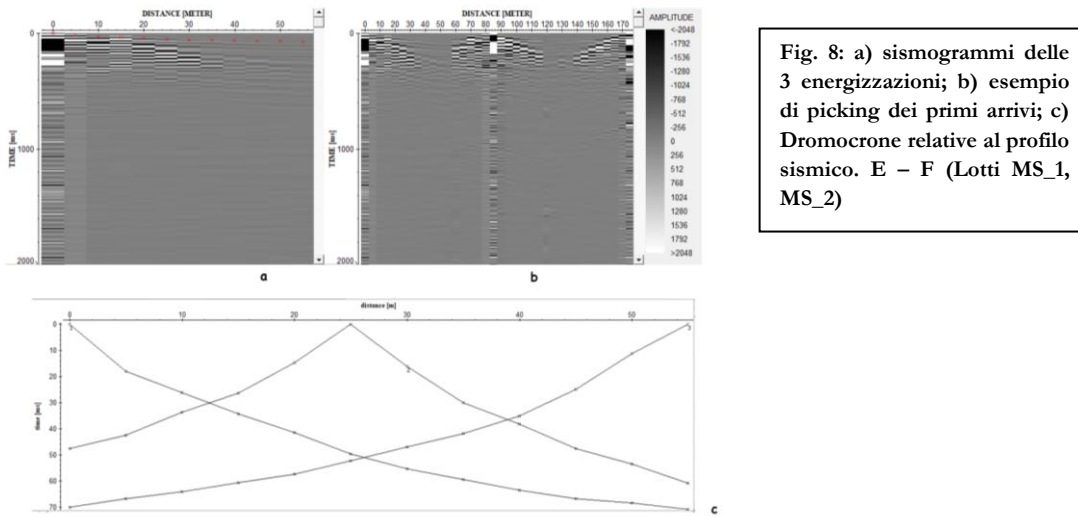 DISTANCE [METER]
0 10 20 30 40 50
TIME [ms]
0
1000
2000
a
DISTANCE [METER]
0 10 20 30 40 50 60 70 80 90 100 110 120 130 140 150 160 170
TIME [ms]
0
1000
2000
b
AMPLITUDE
<-2048
-1792
-1536
-1280
-1024
-768
-512
-256
0
256
512
768
1024
1280
1536
1792
>2048
Fig. 8: a) sismogrammi delle
3 energizzazioni; b) esempio
di picking dei primi arrivi; c)
Dromocrone relative al profilo
sismico. E – F (Lotti MS_1,
MS_2)
distance [m]
0 10 20 30 40 50
time [ms]
0
10
20
30
40
50
60
70
2
3
c